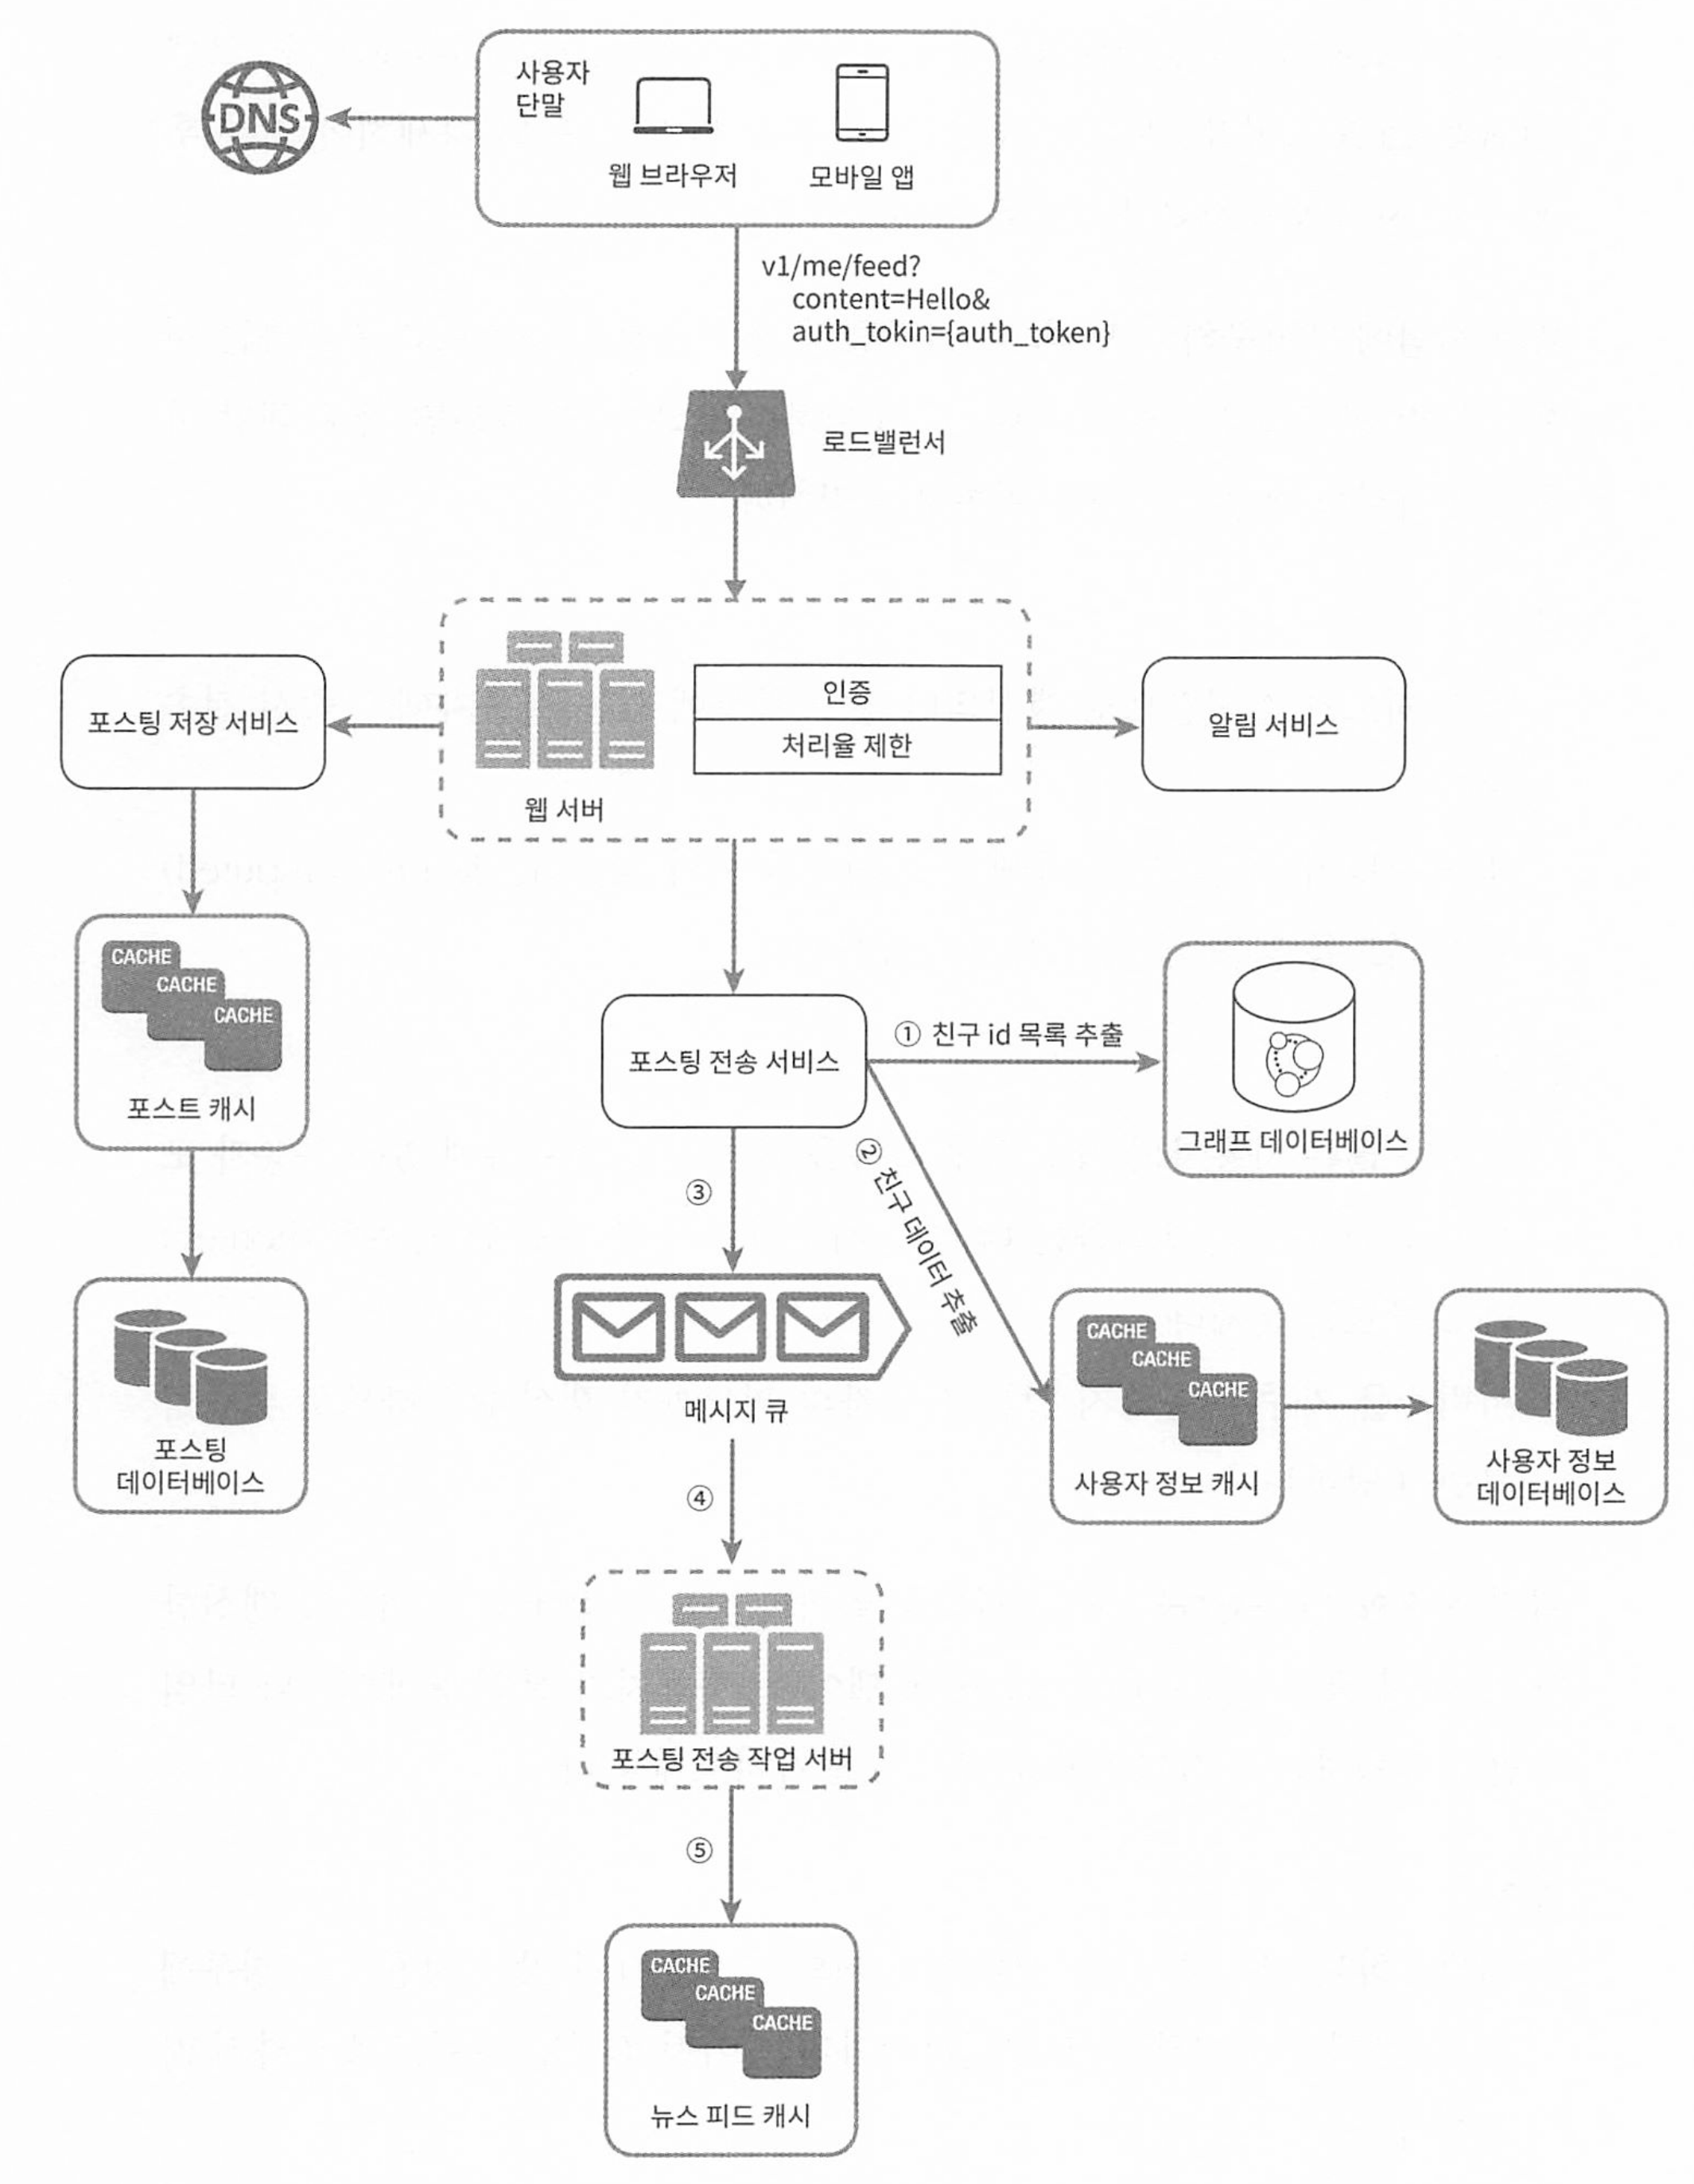 사용자
단말
DNS
웹 브라우저
모바일 앱
v1/me/feed?
content=Hello&
auth_tokin={auth_token}
로드밸런서
포스팅 저장 서비스
인증
처리율 제한
웹 서버
알림 서비스
CACHE
CACHE
CACHE
포스트 캐시
포스팅 전송 서비스
① 친구 id 목록 추출
그래프 데이터베이스
② 친구 데이터 추출
③
포스팅
데이터베이스
메시지 큐
CACHE
CACHE
CACHE
사용자 정보 캐시
사용자 정보
데이터베이스
④
포스팅 전송 작업 서버
⑤
CACHE
CACHE
CACHE
뉴스 피드 캐시